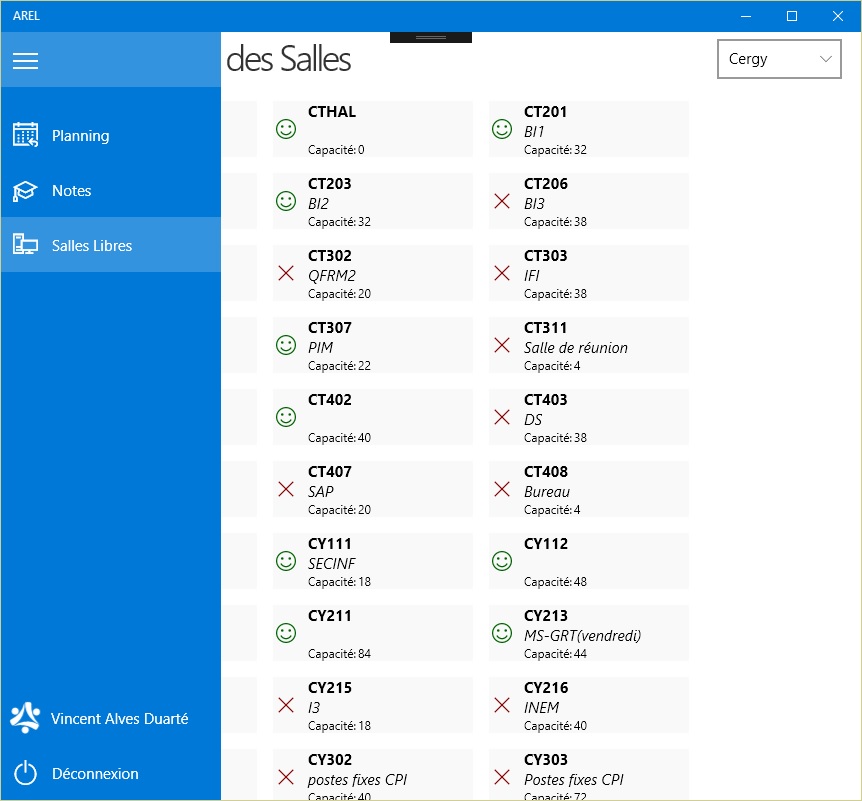 AREL
des Salles
Cergy
Planning
Notes
Salles Libres
Vincent Alves Duarté
Déconnexion
CTHAL
Capacité: 0
CT201
BI1
Capacité: 32
CT203
BI2
Capacité: 32
CT206
BI3
Capacité: 38
CT302
QFRM2
Capacité: 20
CT303
IFI
Capacité: 38
CT307
PIM
Capacité: 22
CT311
Salle de réunion
Capacité: 4
CT402
Capacité: 40
CT403
DS
Capacité: 38
CT407
SAP
Capacité: 20
CT408
Bureau
Capacité: 4
CY111
SECINF
Capacité: 18
CY112
Capacité: 48
CY211
Capacité: 84
CY213
MS-GRT(vendredi)
Capacité: 44
CY215
I3
Capacité: 18
CY216
INEM
Capacité: 40
CY302
postes fixes CPI
Capacité: 40
CY303
Postes fixes CPI
Capacité: 72